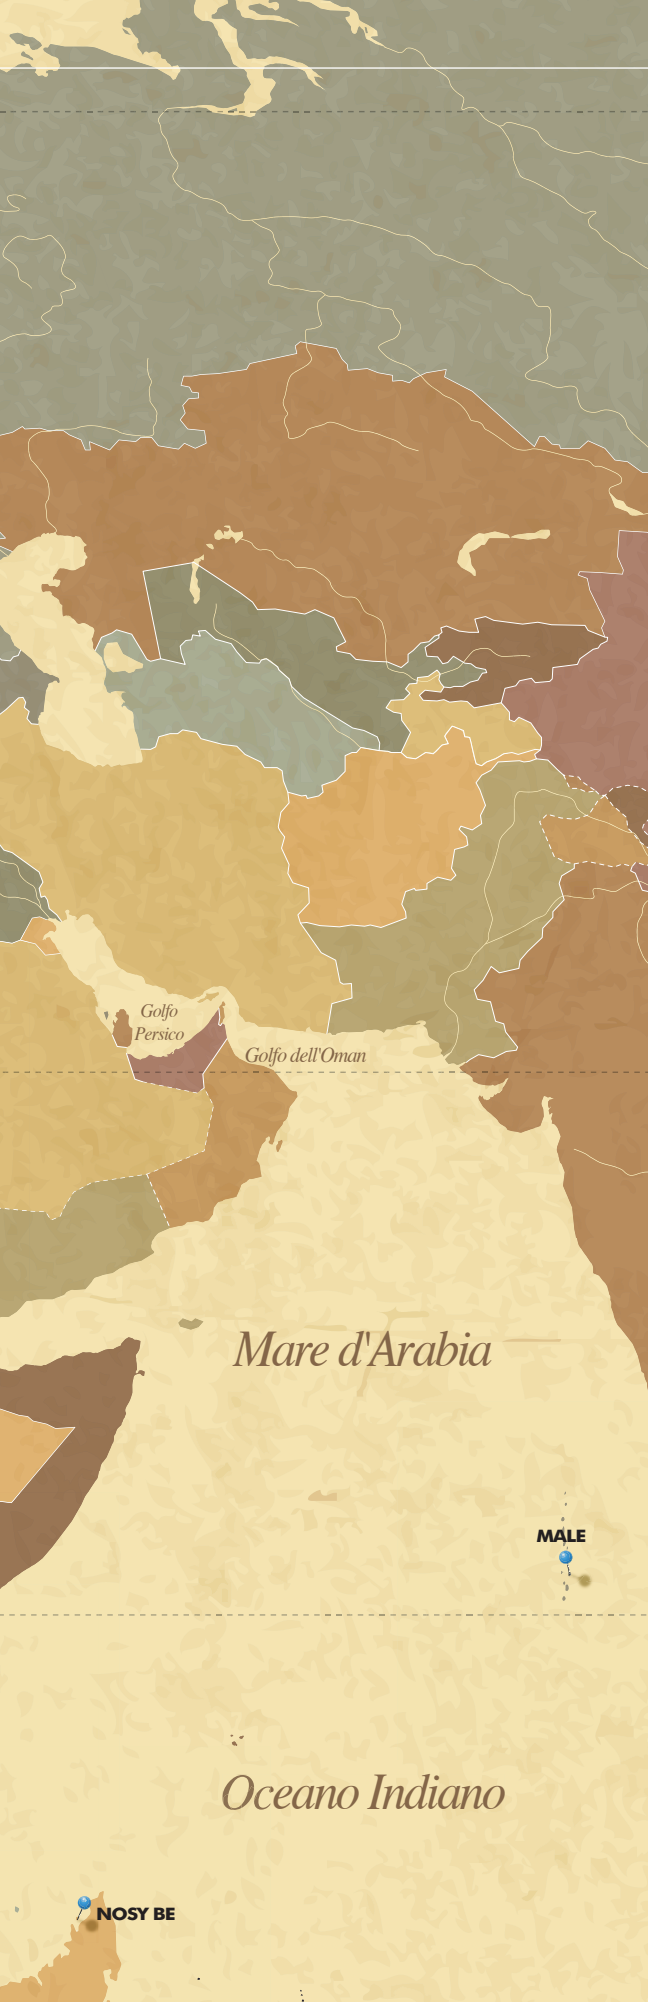 Golfo
Persico
Golfo dell'Oman
Mare d'Arabia
MALE
Oceano Indiano
NOSY BE